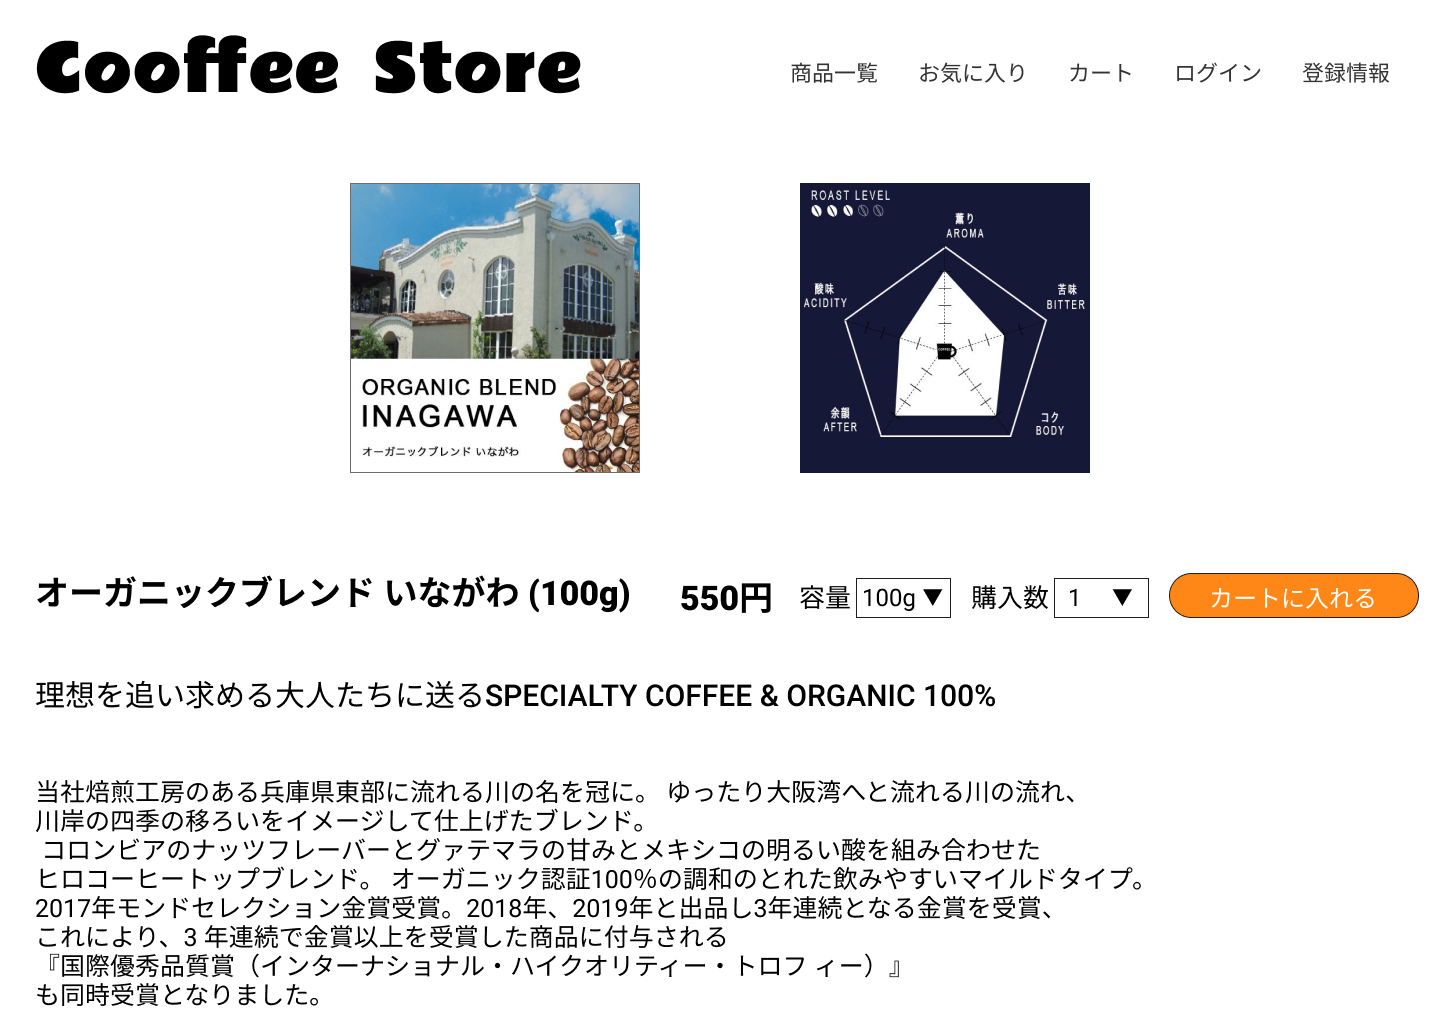 Cooffee Store
商品一覧 お気に入り カート ログイン 登録情報
ORGANIC BLEND
INAGAWA
オーガニックブレンド いながわ
ROAST LEVEL
薫り
AROMA
酸味
ACIDITY
苦味
BITTER
余韻
AFTER
コク
BODY
オーガニックブレンド いながわ (100g) 550円 容量 100g ▼ 購入数 1 ▼ カートに入れる
理想を追い求める大人たちに送るSPECIALTY COFFEE & ORGANIC 100%
当社焙煎工房のある兵庫県東部に流れる川の名を冠に。 ゆったり大阪湾へと流れる川の流れ、
川岸の四季の移ろいをイメージして仕上げたブレンド。
コロンビアのナッツフレーバーとグァテマラの甘みとメキシコの明るい酸を組み合わせた
ヒロコーヒートップブレンド。 オーガニック認証100%の調和のとれた飲みやすいマイルドタイプ。
2017年モンドセレクション金賞受賞。2018年、2019年と出品し3年連続となる金賞を受賞、
これにより、3 年連続で金賞以上を受賞した商品に付与される
『国際優秀品質賞（インターナショナル・ハイクオリティー・トロフ ィー）』
も同時受賞となりました。